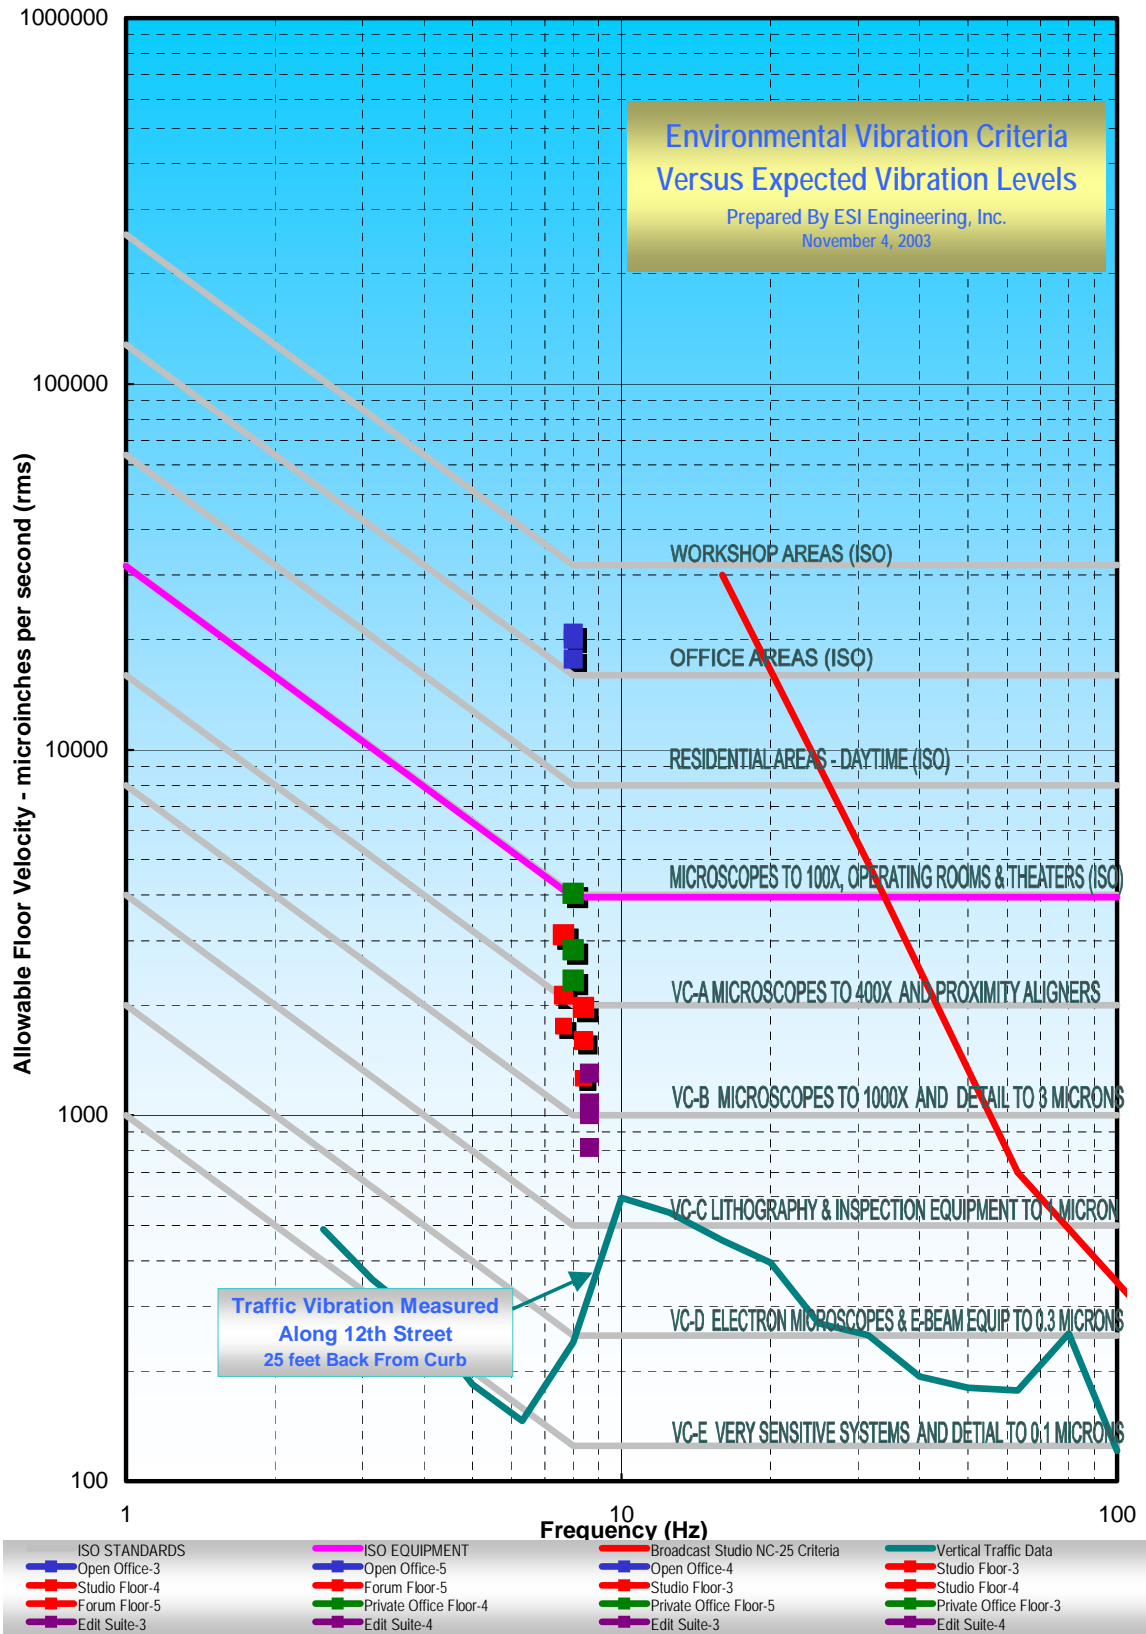 1000000
Environmental Vibration Criteria
Versus Expected Vibration Levels
Prepared By ESI Engineering, Inc.
November 4, 2003
100000
Allowable Floor Velocity - microinches per second (rms)
WORKSHOP AREAS (ISO)
OFFICE AREAS (ISO)
10000
RESIDENTIAL AREAS - DAYTIME (ISO)
MICROSCOPES TO 100X, OPERATING ROOMS & THEATERS (ISO)
VC-A MICROSCOPES TO 400X AND PROXIMITY ALIGNERS
1000
VC-B MICROSCOPES TO 1000X AND DETAIL TO 3 MICRONS
VC-C LITHOGRAPHY & INSPECTION EQUIPMENT TO 1 MICRON
Traffic Vibration Measured
Along 12th Street
25 feet Back From Curb
VC-D ELECTRON MICROSCOPES & E-BEAM EQUIP TO 0.3 MICRONS
VC-E VERY SENSITIVE SYSTEMS AND DETIAL TO 0.1 MICRONS
100
1 10 100
Frequency (Hz)
ISO STANDARDS ISO EQUIPMENT Broadcast Studio NC-25 Criteria Vertical Traffic Data
Open Office-3 Open Office-5 Open Office-4 Studio Floor-3
Studio Floor-4 Forum Floor-5 Studio Floor-3 Studio Floor-4
Forum Floor-5 Private Office Floor-4 Private Office Floor-5 Private Office Floor-3
Edit Suite-3 Edit Suite-4 Edit Suite-3 Edit Suite-4